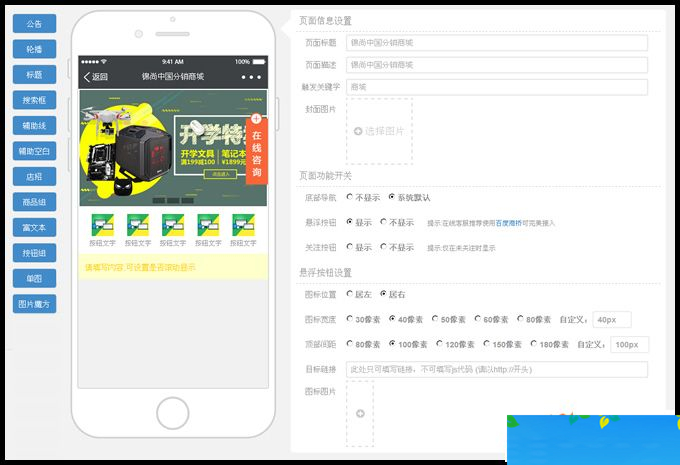 公告
轮播
标题
搜索框
辅助线
辅助空白
店招
商品组
富文本
按钮组
单图
图片魔方
9:41 AM
100%
返回
锦尚中国分销商城
开学特
开学文具 笔记本
满199减100 ¥1899元
点击进入
在线咨询
按钮文字 按钮文字 按钮文字 按钮文字 按钮文字
请填写内容,可设置是否滚动显示
页面信息设置
页面标题 锦尚中国分销商城
页面描述 锦尚中国分销商城
触发关键字 商城
封面图片
选择图片
页面功能开关
底部导航 不显示 系统默认
悬浮按钮 显示 不显示 提示:在线客服推荐使用百度商桥可完美接入
关注按钮 显示 不显示 提示:仅在未关注时显示
悬浮按钮设置
图标位置 居左 居右
图标宽度 30像素 40像素 50像素 60像素 80像素 自定义: 40px
顶部间距 80像素 100像素 120像素 150像素 180像素 自定义: 100px
目标链接 此处只可填写链接，不可填写js代码 (请以http://开头)
图标图片